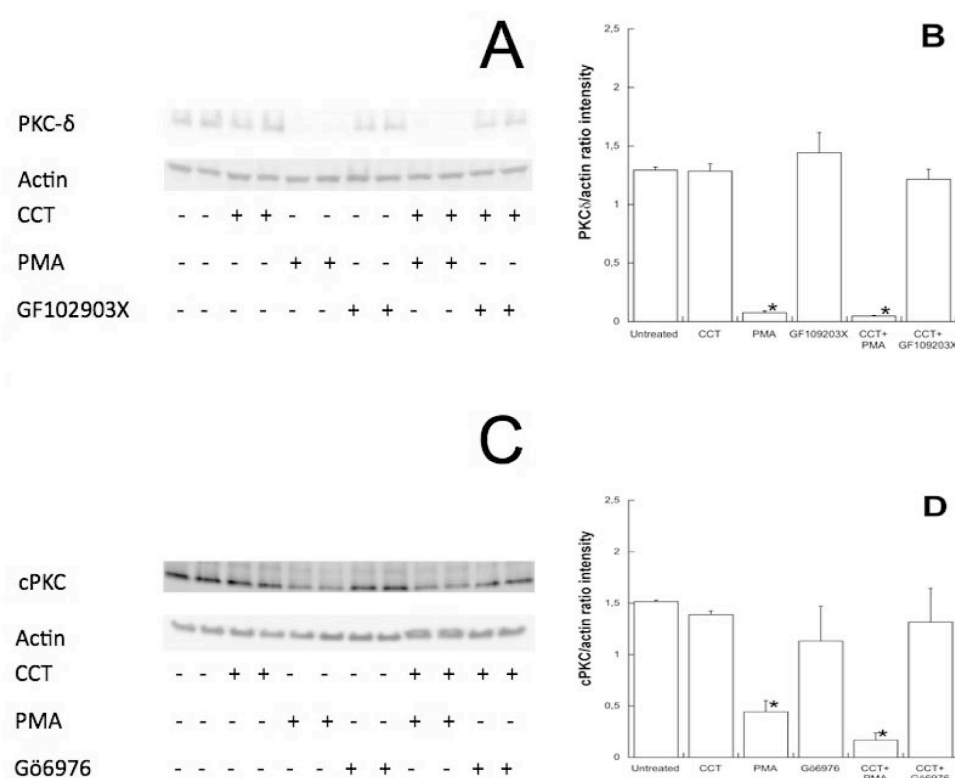 A
PKC-δ
Actin
CCT - - + + - - - - + + + +
PMA - - - - + + - - + + - -
GF102903X - - - - - - + + - - + +
B
PKCδ/actin ratio intensity
2,5
2
1,5
1
0,5
0
* *
Untreated CCT PMA GF109203X CCT+ CCT+
PMA GF109203X
C
cPKC
Actin
CCT - - + + - - - - + + + +
PMA - - - - + + - - + + - -
Gö6976 - - - - - - + + - - + +
D
cPKC/actin ratio intensity
2,5
2
1,5
1
0,5
0
* *
Untreated CCT PMA Gö6976 CCT+ CCT+
PMA Gö6976